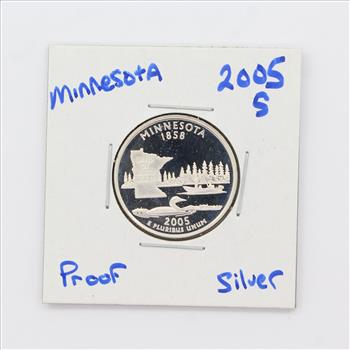 Minnesota 2005
S
MINNESOTA
1858
2005
E PLURIBUS UNUM
Proof Silver